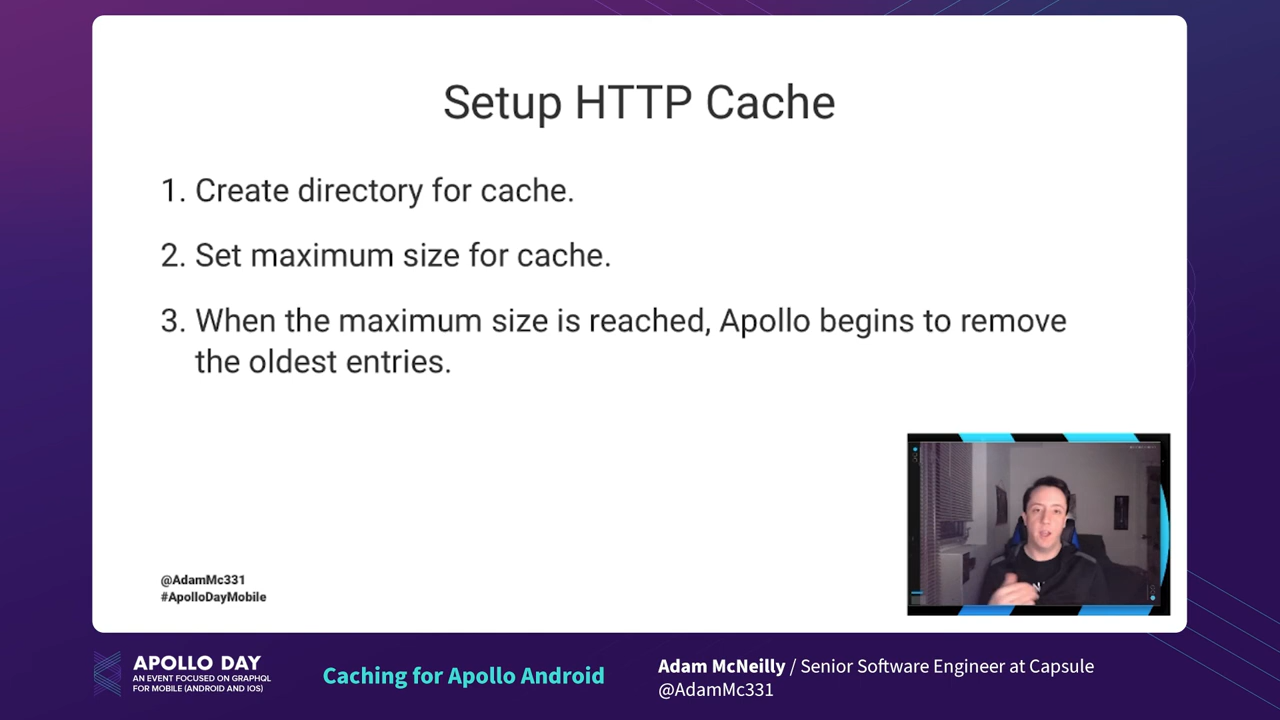 Setup HTTP Cache
1. Create directory for cache.
2. Set maximum size for cache.
3. When the maximum size is reached, Apollo begins to remove
the oldest entries.
@AdamMc331
#ApolloDayMobile
APOLLO DAY
AN EVENT FOCUSED ON GRAPHQL
FOR MOBILE (ANDROID AND IOS)
Caching for Apollo Android
Adam McNeilly / Senior Software Engineer at Capsule
@AdamMc331